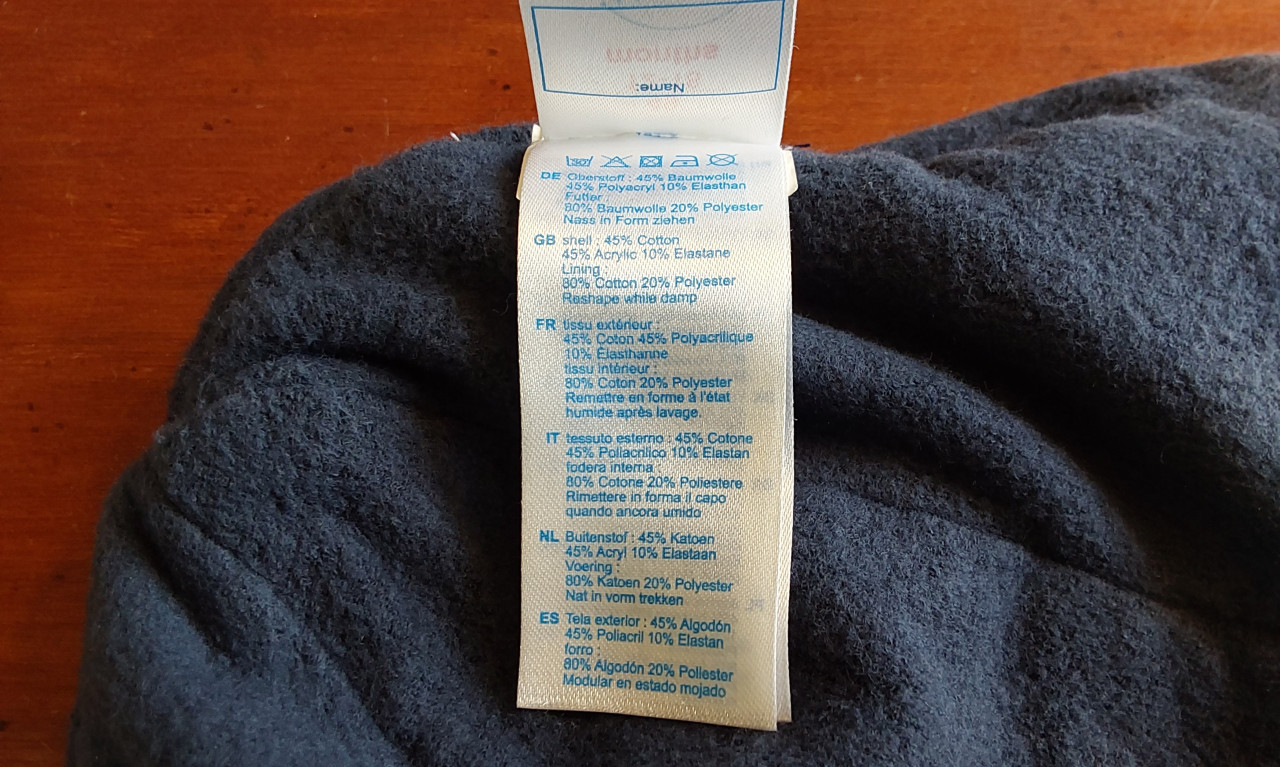 months
Name:
30°
DE Oberstoff : 45% Baumwolle
45% Polyacryl 10% Elasthan
Futter :
80% Baumwolle 20% Polyester
Nass in Form ziehen
GB shell : 45% Cotton
45% Acrylic 10% Elastane
Lining :
80% Cotton 20% Polyester
Reshape while damp
FR tissu extérieur :
45% Coton 45% Polyacrilique
10% Élasthanne
tissu intérieur :
80% Coton 20% Polyester
Remettre en forme à l'état
humide après lavage.
IT tessuto esterno : 45% Cotone
45% Poliacrilico 10% Elastan
fodera interna :
80% Cotone 20% Poliestere
Rimettere in forma il capo
quando ancora umido
NL Buitenstof : 45% Katoen
45% Acryl 10% Elastaan
Voering :
80% Katoen 20% Polyester
Nat in vorm trekken
ES Tela exterior : 45% Algodón
45% Poliacril 10% Elastan
forro :
80% Algodón 20% Poliester
Modular en estado mojado